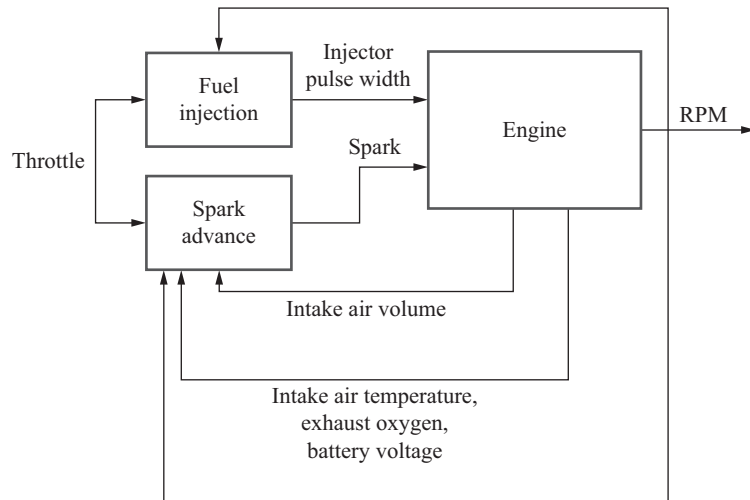 Injector
pulse width
Fuel
injection
Engine
RPM
Throttle
Spark
Spark
advance
Intake air volume
Intake air temperature,
exhaust oxygen,
battery voltage